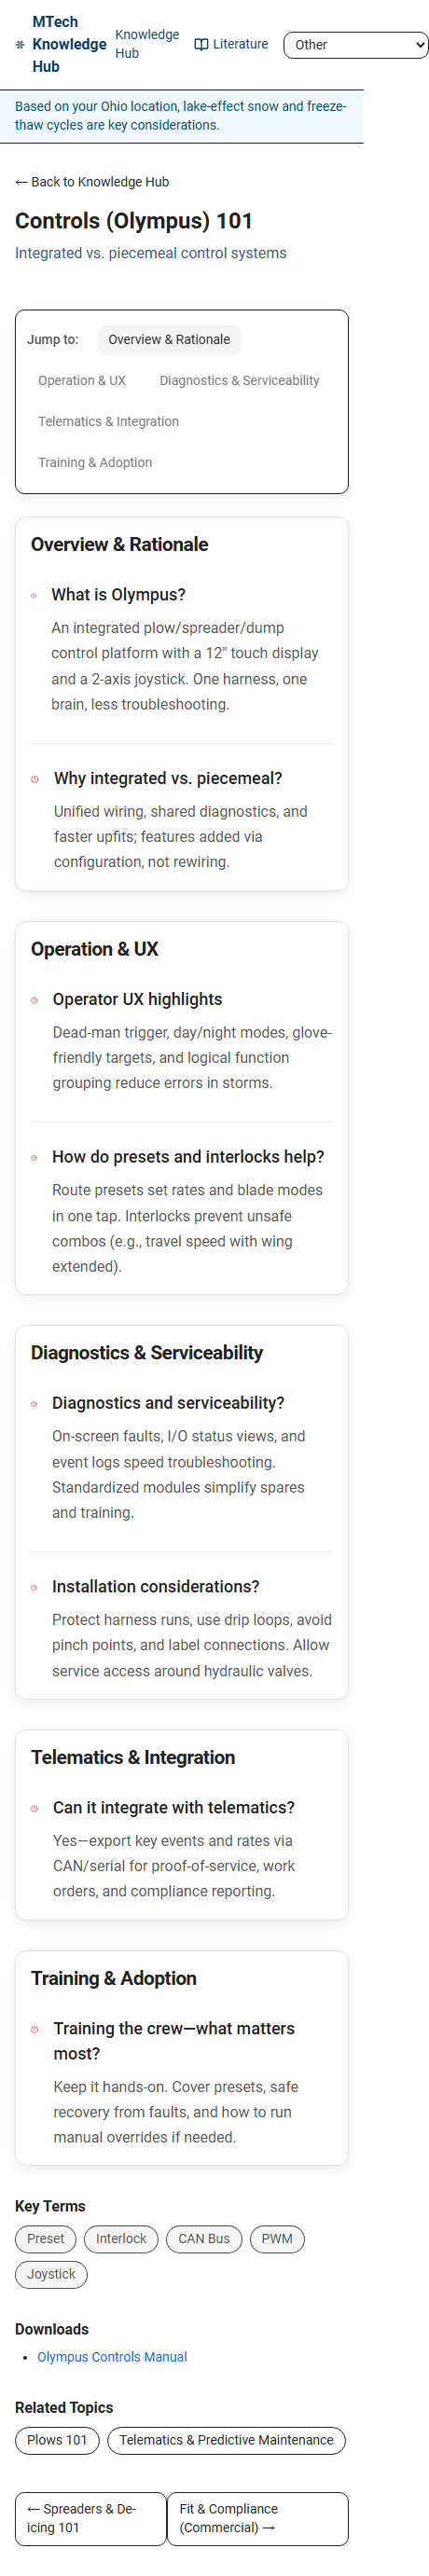 MTech
Knowledge
Hub
Knowledge
Hub
Literature
Other
Based on your Ohio location, lake-effect snow and freeze-
thaw cycles are key considerations.
← Back to Knowledge Hub
Controls (Olympus) 101
Integrated vs. piecemeal control systems
Jump to:
Overview & Rationale
Operation & UX
Diagnostics & Serviceability
Telematics & Integration
Training & Adoption
Overview & Rationale
What is Olympus?
An integrated plow/spreader/dump
control platform with a 12" touch display
and a 2-axis joystick. One harness, one
brain, less troubleshooting.
Why integrated vs. piecemeal?
Unified wiring, shared diagnostics, and
faster upfits; features added via
configuration, not rewiring.
Operation & UX
Operator UX highlights
Dead-man trigger, day/night modes, glove-
friendly targets, and logical function
grouping reduce errors in storms.
How do presets and interlocks help?
Route presets set rates and blade modes
in one tap. Interlocks prevent unsafe
combos (e.g., travel speed with wing
extended).
Diagnostics & Serviceability
Diagnostics and serviceability?
On-screen faults, I/O status views, and
event logs speed troubleshooting.
Standardized modules simplify spares
and training.
Installation considerations?
Protect harness runs, use drip loops, avoid
pinch points, and label connections. Allow
service access around hydraulic valves.
Telematics & Integration
Can it integrate with telematics?
Yes—export key events and rates via
CAN/serial for proof-of-service, work
orders, and compliance reporting.
Training & Adoption
Training the crew—what matters
most?
Keep it hands-on. Cover presets, safe
recovery from faults, and how to run
manual overrides if needed.
Key Terms
Preset
Interlock
CAN Bus
PWM
Joystick
Downloads
• Olympus Controls Manual
Related Topics
Plows 101
Telematics & Predictive Maintenance
← Spreaders & De-
icing 101
Fit & Compliance
(Commercial) →